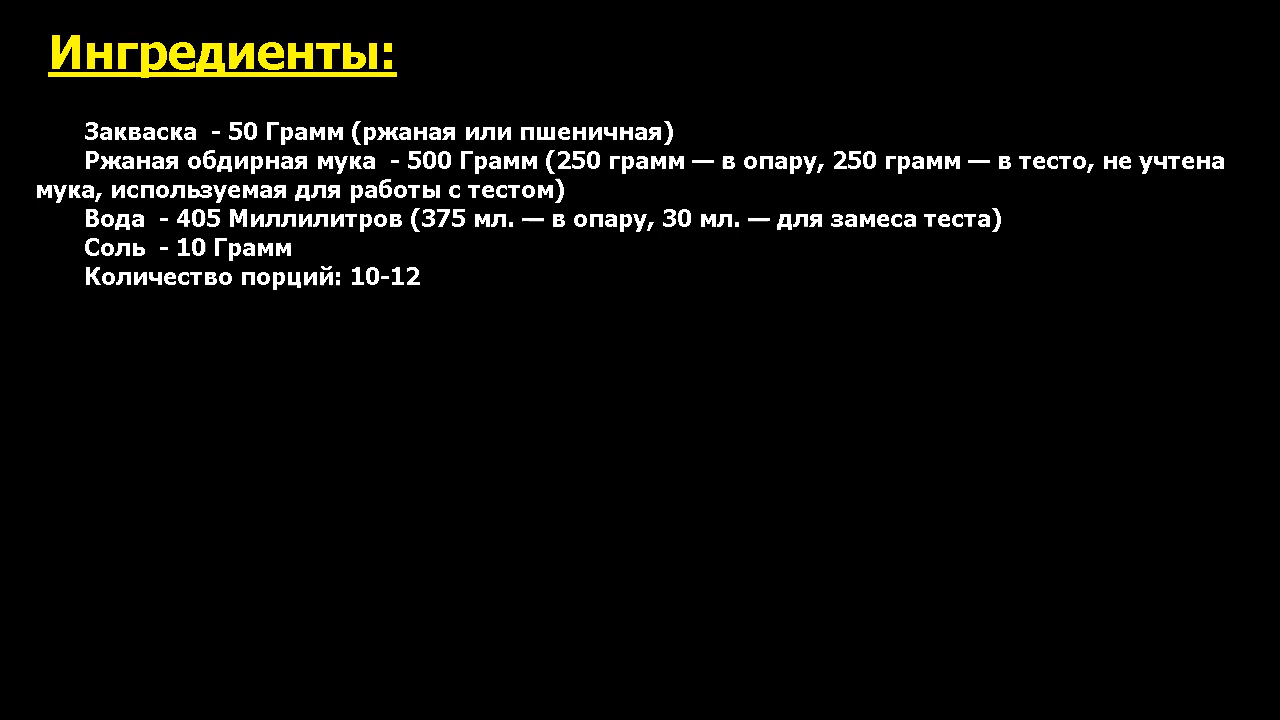 Ингредиенты:
Закваска  - 50 Грамм (ржаная или пшеничная)
Ржаная обдирная мука  - 500 Грамм (250 грамм — в опару, 250 грамм — в тесто, не учтена
мука, используемая для работы с тестом)
Вода  - 405 Миллилитров (375 мл. — в опару, 30 мл. — для замеса теста)
Соль  - 10 Грамм
Количество порций: 10-12